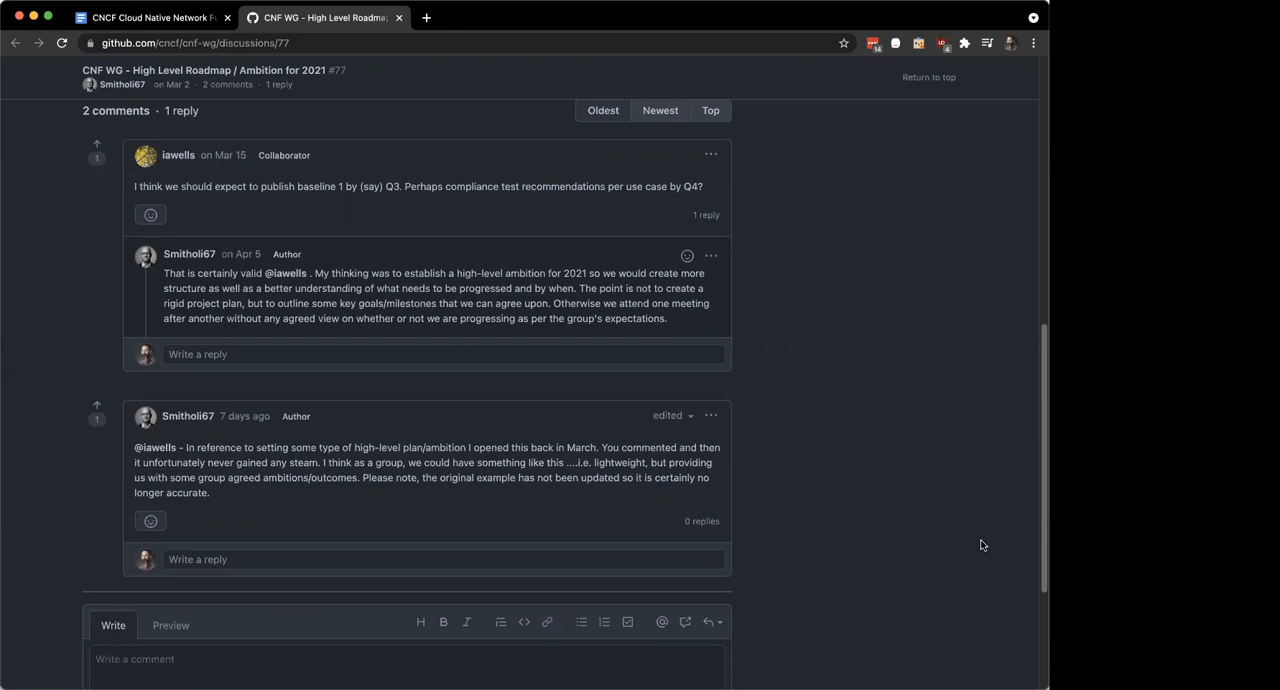 CNCF Cloud Native Network Fu
CNF WG - High Level Roadmap
github.com/cncf/cnf-wg/discussions/77
14
4
CNF WG - High Level Roadmap / Ambition for 2021 #77
Smitholi67 on Mar 2 · 2 comments · 1 reply
Return to top
2 comments · 1 reply
Oldest Newest Top
1
iawells on Mar 15 Collaborator
I think we should expect to publish baseline 1 by (say) Q3. Perhaps compliance test recommendations per use case by Q4?
1 reply
Smitholi67 on Apr 5 Author
That is certainly valid @iawells . My thinking was to establish a high-level ambition for 2021 so we would create more
structure as well as a better understanding of what needs to be progressed and by when. The point is not to create a
rigid project plan, but to outline some key goals/milestones that we can agree upon. Otherwise we attend one meeting
after another without any agreed view on whether or not we are progressing as per the group's expectations.
Write a reply
1
Smitholi67 7 days ago Author
edited
@iawells - In reference to setting some type of high-level plan/ambition I opened this back in March. You commented and then
it unfortunately never gained any steam. I think as a group, we could have something like this ....i.e. lightweight, but providing
us with some group agreed ambitions/outcomes. Please note, the original example has not been updated so it is certainly no
longer accurate.
0 replies
Write a reply
Write Preview
H B I
Write a comment